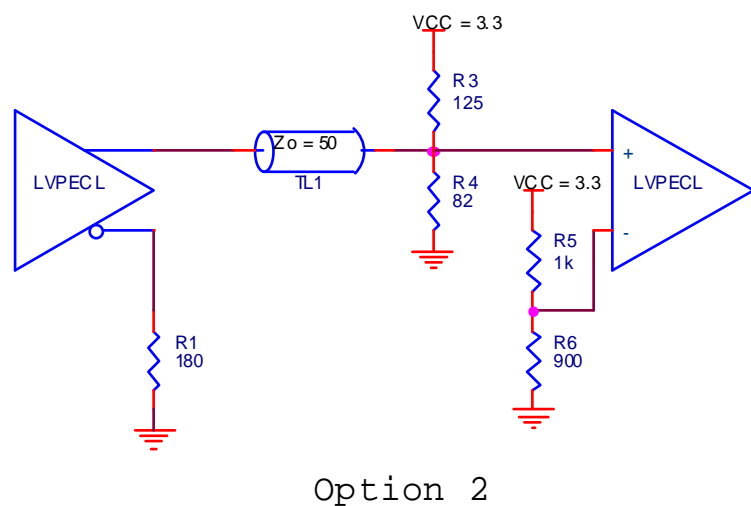 VCC = 3.3
R3
125
Zo = 50
LVPECL
TL1
R4
82
+
LVPECL
VCC = 3.3
-
R5
1k
R1
180
R6
900
Option 2